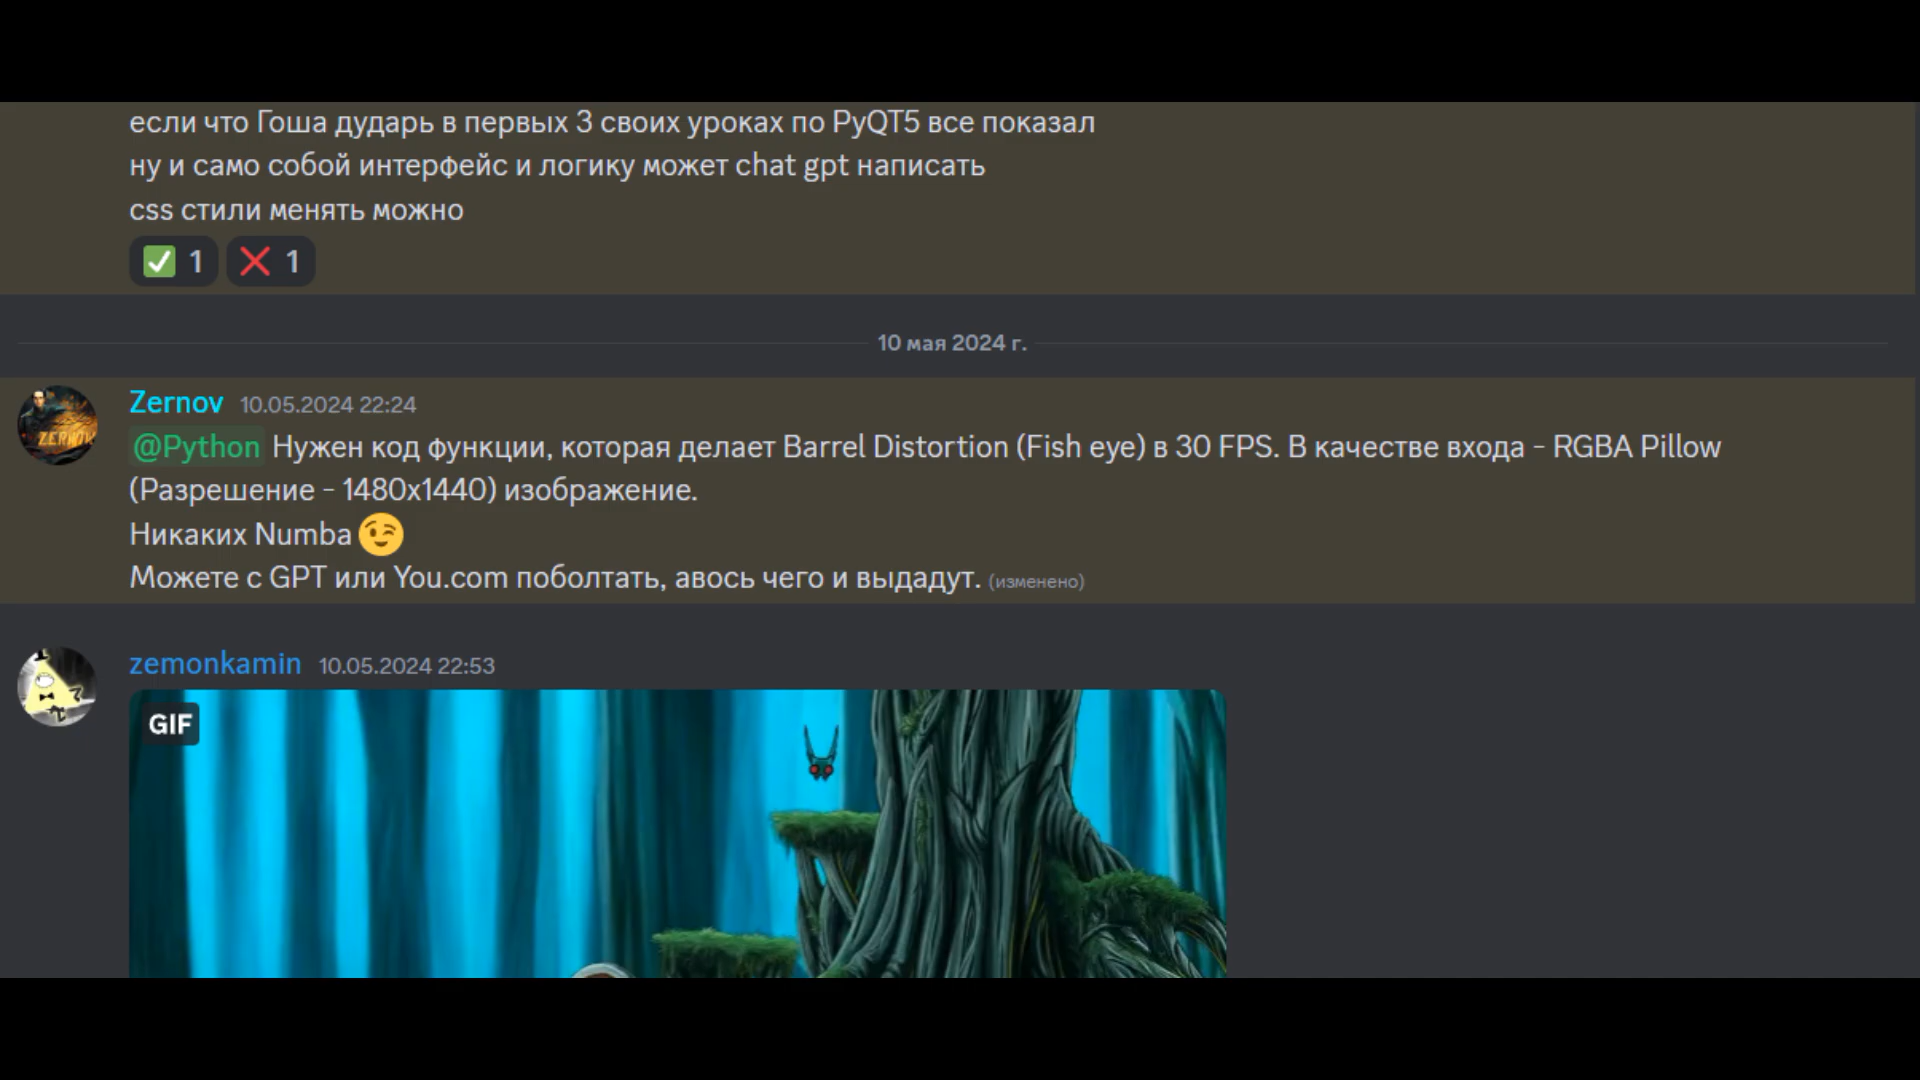 если что Гоша дударь в первых 3 своих уроках по PyQT5 все показал
ну и само собой интерфейс и логику может chat gpt написать
css стили менять можно
✅ 1 ❌ 1
10 мая 2024 г.
Zernov 10.05.2024 22:24
@Python Нужен код функции, которая делает Barrel Distortion (Fish eye) в 30 FPS. В качестве входа - RGBA Pillow
(Разрешение - 1480x1440) изображение.
Никаких Numba 😉
Можете с GPT или You.com поболтать, авось чего и выдадут. (изменено)
ZERNOW
zemonkamin 10.05.2024 22:53
GIF